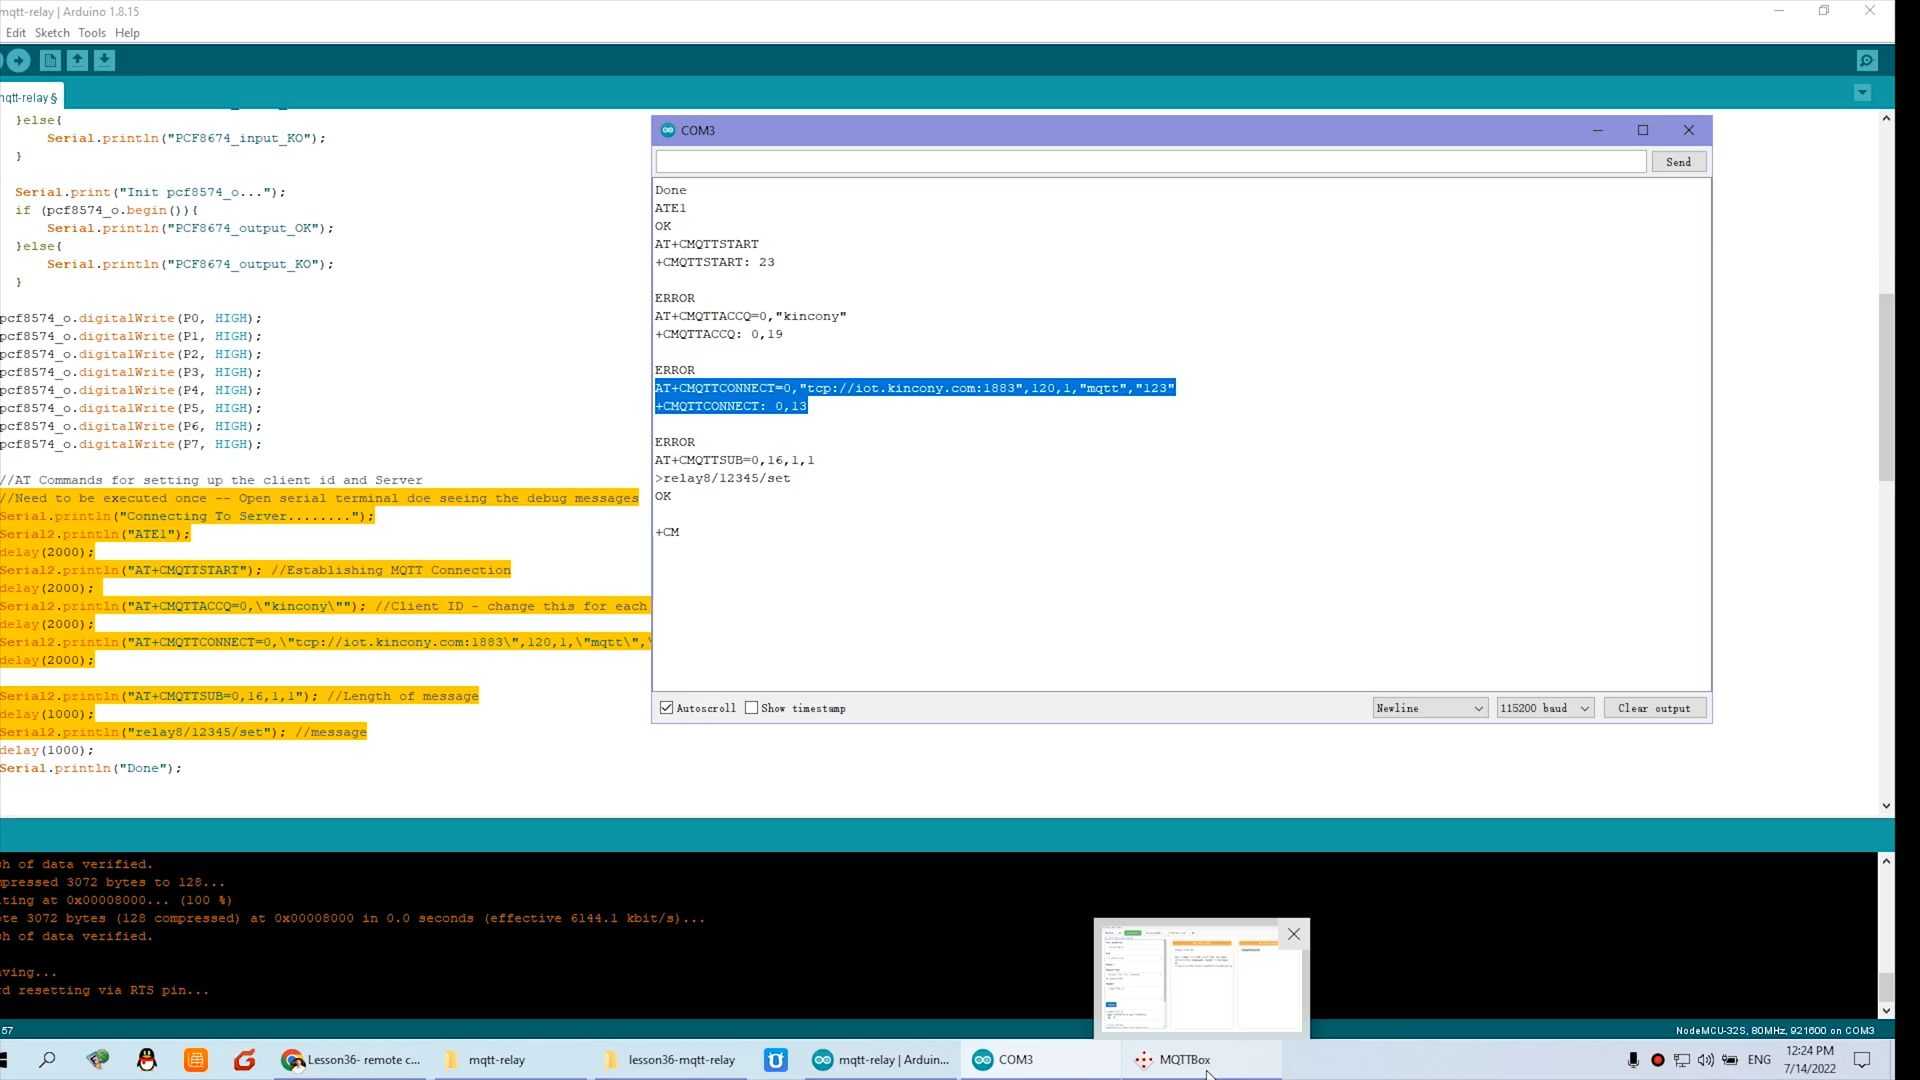 mqtt-relay | Arduino 1.8.15
Edit Sketch Tools Help
mqtt-relay §
}else{
Serial.println("PCF8674_input_KO");
}
Serial.print("Init pcf8574_o...");
if (pcf8574_o.begin()){
Serial.println("PCF8674_output_OK");
}else{
Serial.println("PCF8674_output_KO");
}
pcf8574_o.digitalWrite(P0, HIGH);
pcf8574_o.digitalWrite(P1, HIGH);
pcf8574_o.digitalWrite(P2, HIGH);
pcf8574_o.digitalWrite(P3, HIGH);
pcf8574_o.digitalWrite(P4, HIGH);
pcf8574_o.digitalWrite(P5, HIGH);
pcf8574_o.digitalWrite(P6, HIGH);
pcf8574_o.digitalWrite(P7, HIGH);
//AT Commands for setting up the client id and Server
//Need to be executed once -- Open serial terminal doe seeing the debug messages
Serial.println("Connecting To Server........");
Serial2.println("ATE1");
delay(2000);
Serial2.println("AT+CMQTTSTART"); //Establishing MQTT Connection
delay(2000);
Serial2.println("AT+CMQTTACCQ=0,\"kincony\""); //Client ID - change this for each
delay(2000);
Serial2.println("AT+CMQTTCONNECT=0,\"tcp://iot.kincony.com:1883\",120,1,\"mqtt\",\
delay(2000);
Serial2.println("AT+CMQTTSUB=0,16,1,1"); //Length of message
delay(1000);
Serial2.println("relay8/12345/set"); //message
delay(1000);
Serial.println("Done");
COM3
Send
Done
ATE1
OK
AT+CMQTTSTART
+CMQTTSTART: 23
ERROR
AT+CMQTTACCQ=0,"kincony"
+CMQTTACCQ: 0,19
ERROR
AT+CMQTTCONNECT=0,"tcp://iot.kincony.com:1883",120,1,"mqtt","123"
+CMQTTCONNECT: 0,13
ERROR
AT+CMQTTSUB=0,16,1,1
>relay8/12345/set
OK
+CM
Autoscroll Show timestamp Newline 115200 baud Clear output
sh of data verified.
mpressed 3072 bytes to 128...
iting at 0x00008000... (100 %)
ote 3072 bytes (128 compressed) at 0x00008000 in 0.0 seconds (effective 6144.1 kbit/s)...
sh of data verified.
aving...
rd resetting via RTS pin...
57 NodeMCU-32S, 80MHz, 921600 on COM3
Lesson36- remote c... mqtt-relay lesson36-mqtt-relay mqtt-relay | Arduin... COM3 MQTTBox ENG 12:24 PM
7/14/2022